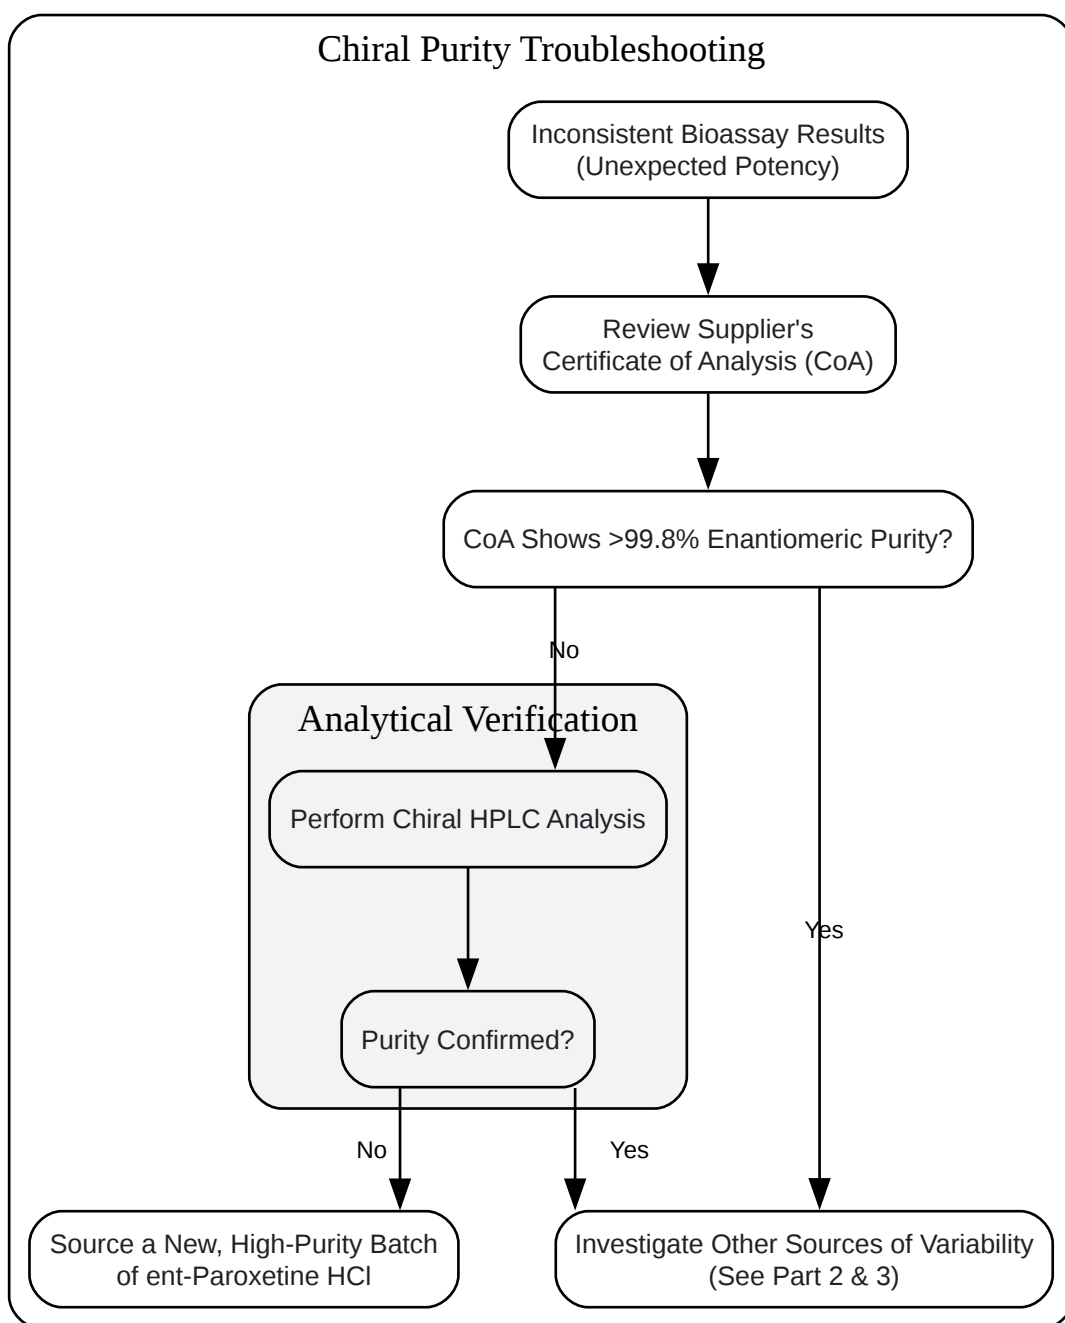 Chiral Purity Troubleshooting
Inconsistent Bioassay Results
(Unexpected Potency)
Review Supplier's
Certificate of Analysis (CoA)
CoA Shows >99.8% Enantiomeric Purity?
No
Analytical Verification
Perform Chiral HPLC Analysis
Yes
Purity Confirmed?
No
Yes
Source a New, High-Purity Batch
of ent-Paroxetine HCl
Investigate Other Sources of Variability
(See Part 2 & 3)